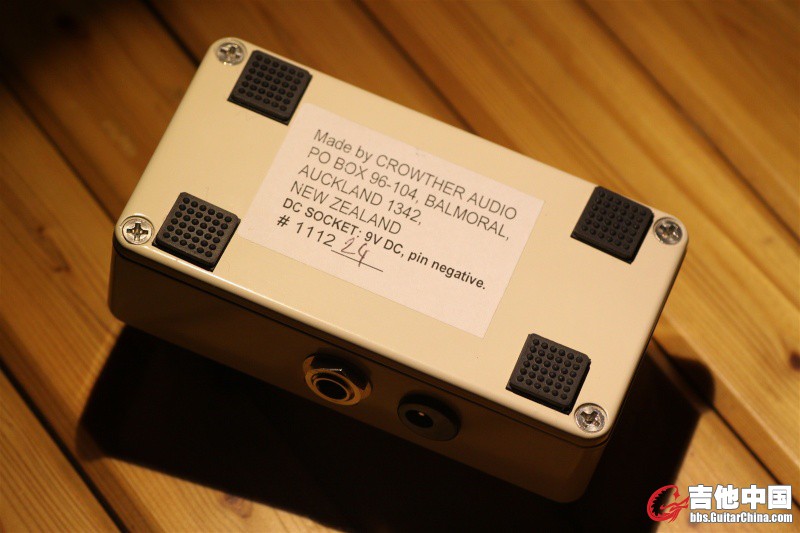 Made by CROWTHER AUDIO
PO BOX 96-104, BALMORAL,
AUCKLAND 1342,
NEW ZEALAND
DC SOCKET: 9V DC, pin negative.
# 1112 24
吉他中国
bbs.GuitarChina.com